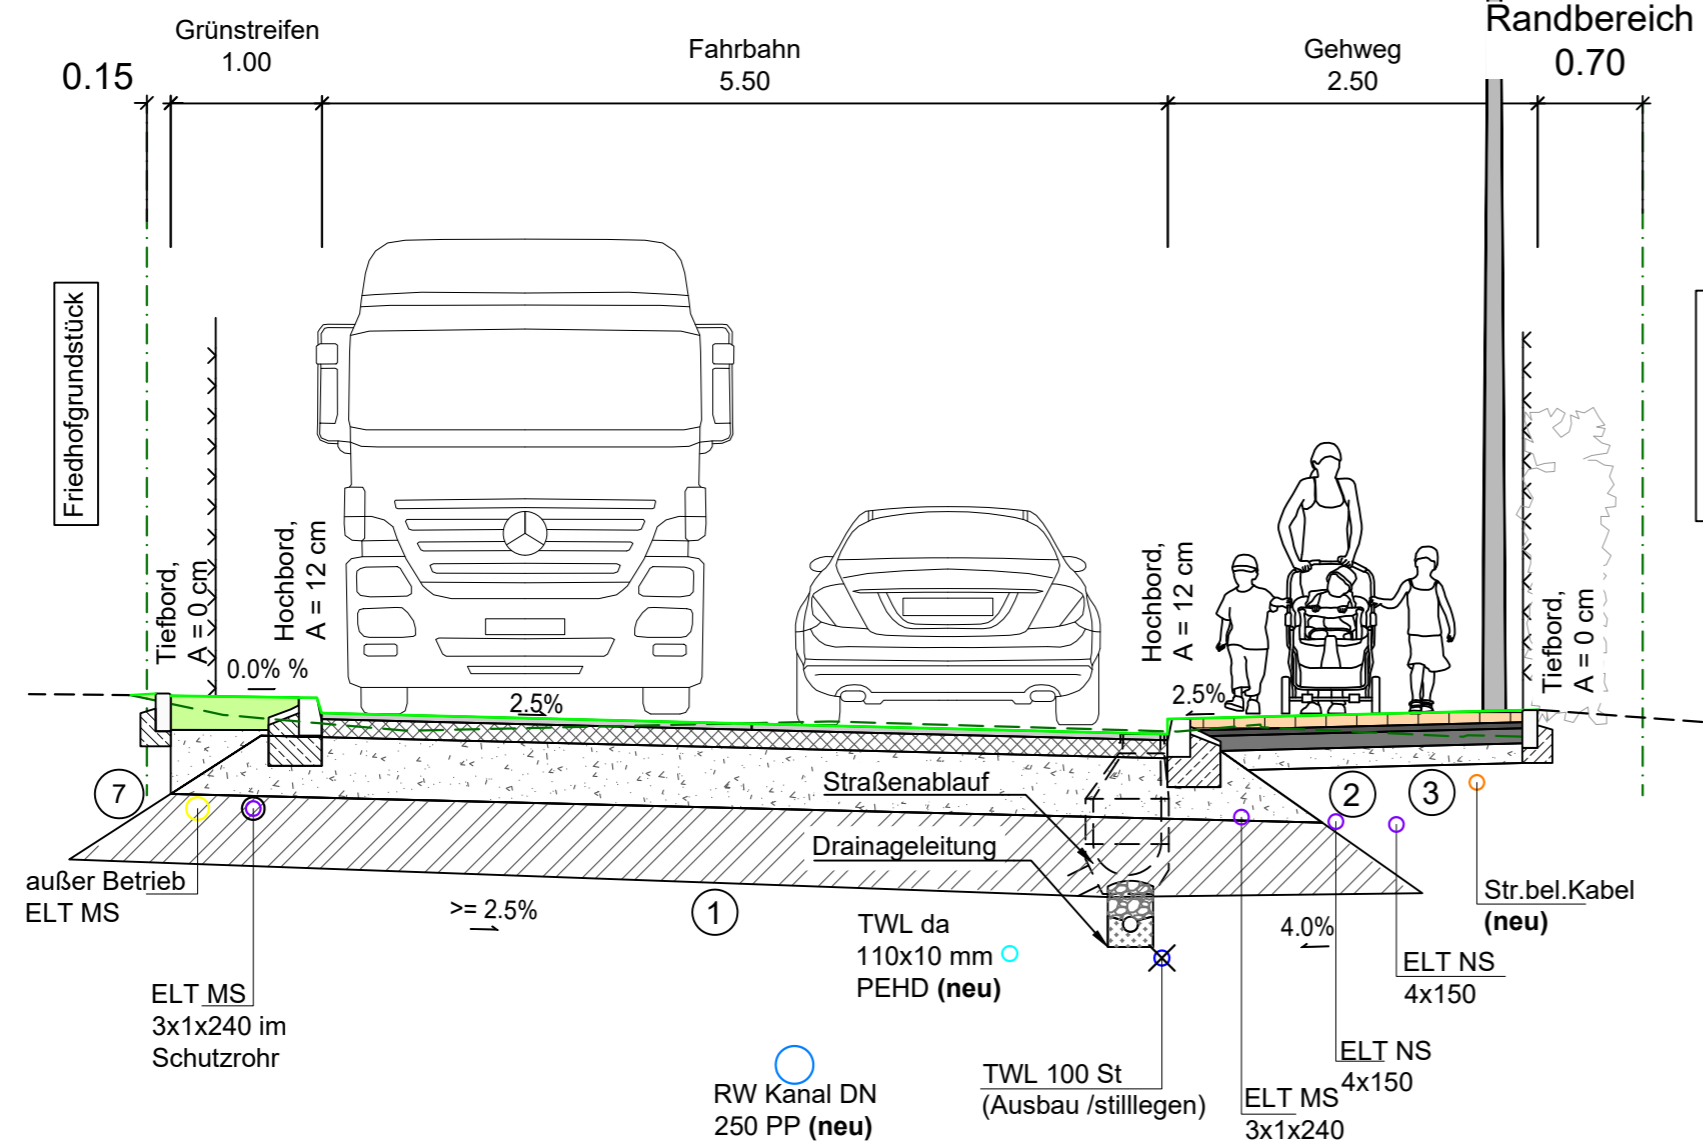 Grünstreifen
1.00
0.15
Fahrbahn
5.50
Gehweg
2.50
Randbereich
0.70
Friedhofgrundstück
Tiefbord,
A = 0 cm
Hochbord,
A = 12 cm
Hochbord,
A = 12 cm
Tiefbord,
A = 0 cm
0.0% %
2.5%
2.5%
Straßenablauf
Drainageleitung
7
2
3
1
außer Betrieb
ELT MS
>= 2.5%
4.0%
TWL da
110x10 mm
PEHD (neu)
Str.bel.Kabel
(neu)
ELT NS
4x150
ELT MS
3x1x240 im
Schutzrohr
RW Kanal DN
250 PP (neu)
TWL 100 St
(Ausbau /stilllegen)
ELT NS
4x150
ELT MS
3x1x240